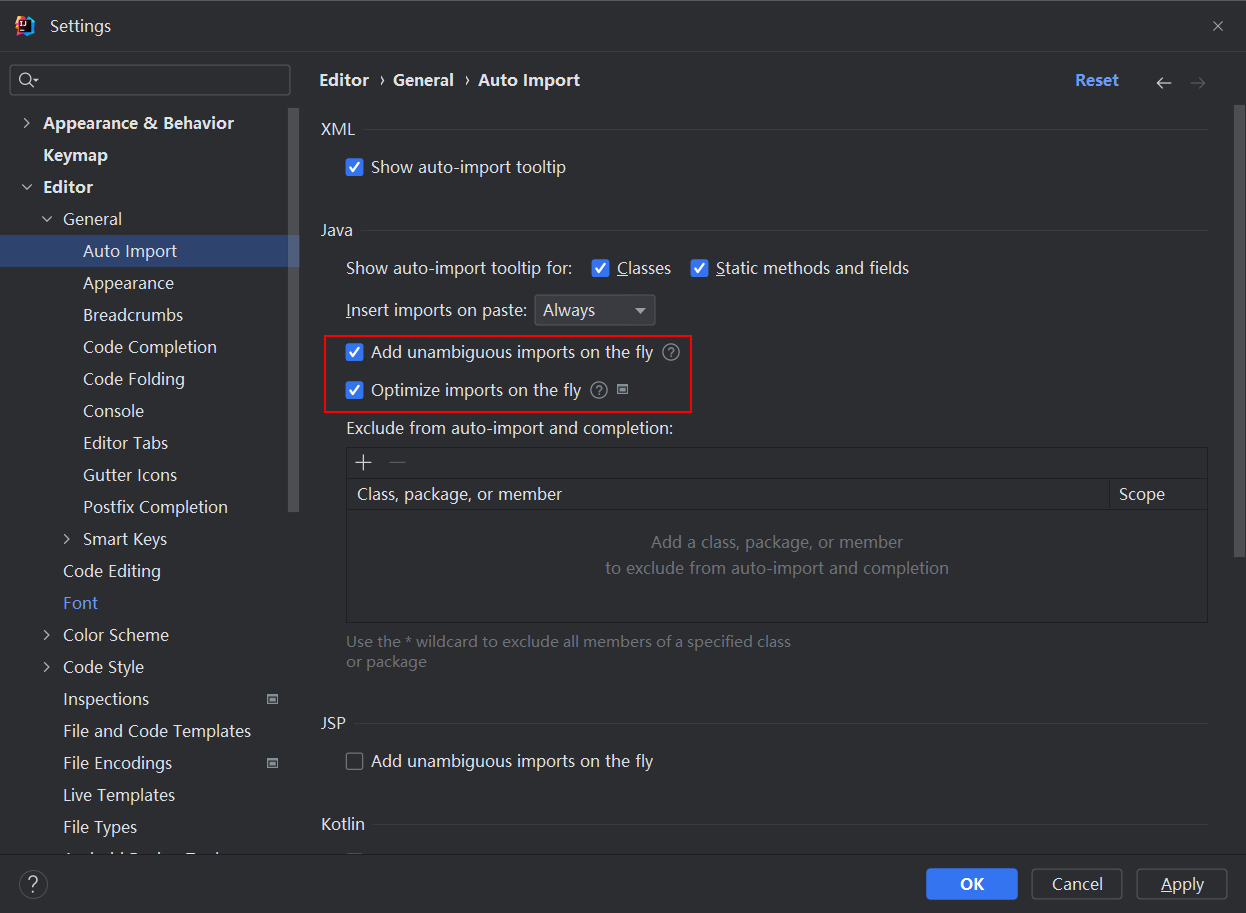 Settings
Editor › General › Auto Import
Reset
Appearance & Behavior
Keymap
Editor
General
Auto Import
Appearance
Breadcrumbs
Code Completion
Code Folding
Console
Editor Tabs
Gutter Icons
Postfix Completion
Smart Keys
Code Editing
Font
Color Scheme
Code Style
Inspections
File and Code Templates
File Encodings
Live Templates
File Types
XML
Show auto-import tooltip
Java
Show auto-import tooltip for: Classes Static methods and fields
Insert imports on paste: Always
Add unambiguous imports on the fly ?
Optimize imports on the fly ?
Exclude from auto-import and completion:
Class, package, or member Scope
Add a class, package, or member
to exclude from auto-import and completion
Use the * wildcard to exclude all members of a specified class
or package
JSP
Add unambiguous imports on the fly
Kotlin
?
OK Cancel Apply